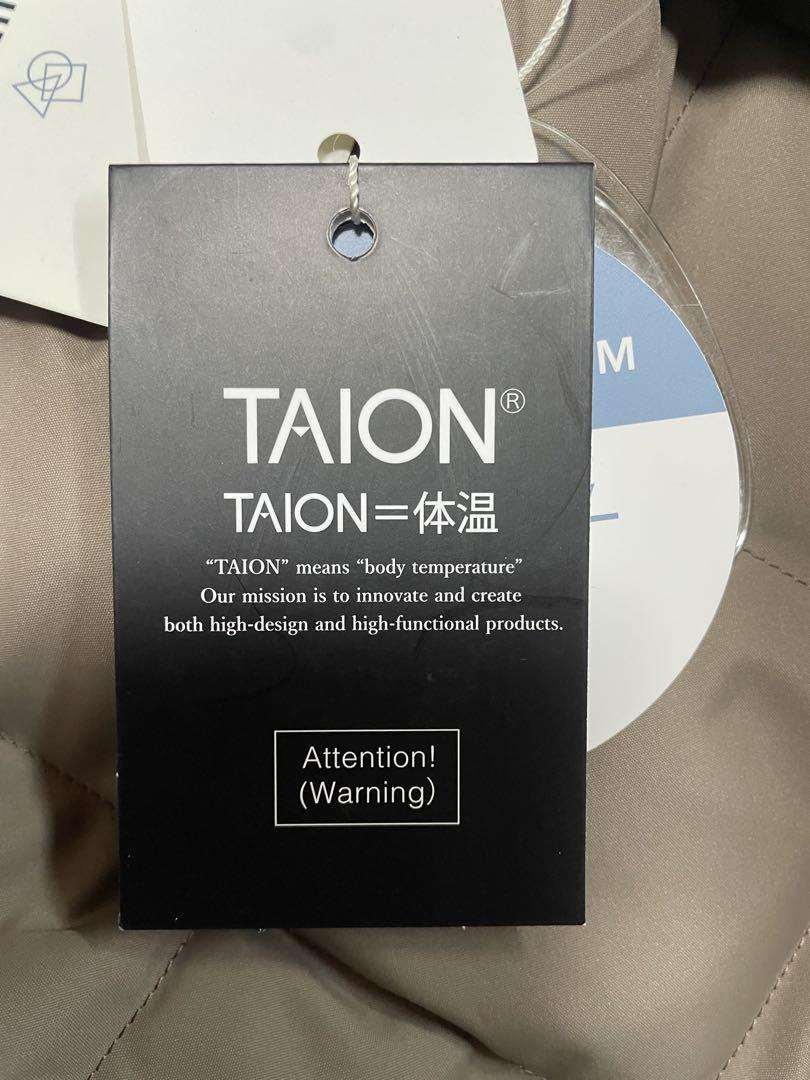 TAION®
TAION=体温
“TAION” means “body temperature”
Our mission is to innovate and create
both high-design and high-functional products.
Attention!
(Warning)
M